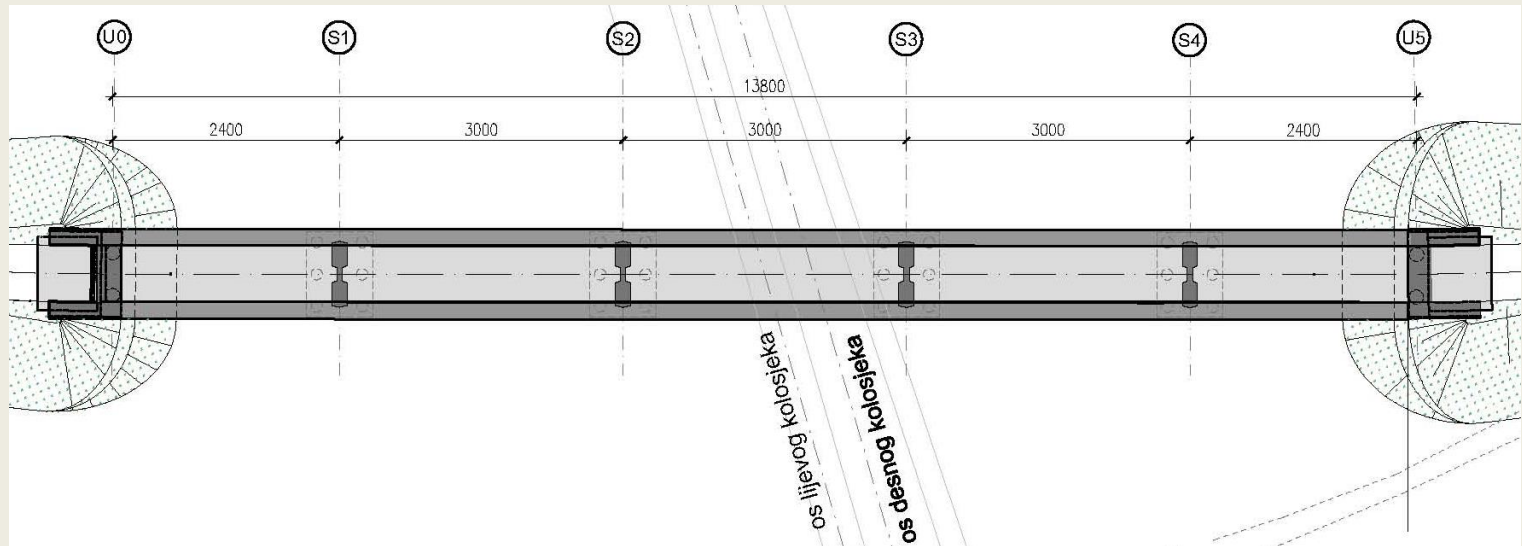 U0
S1
S2
S3
S4
U5
13800
2400
3000
3000
3000
2400
os lijevog kolosjeka
os desnog kolosjeka